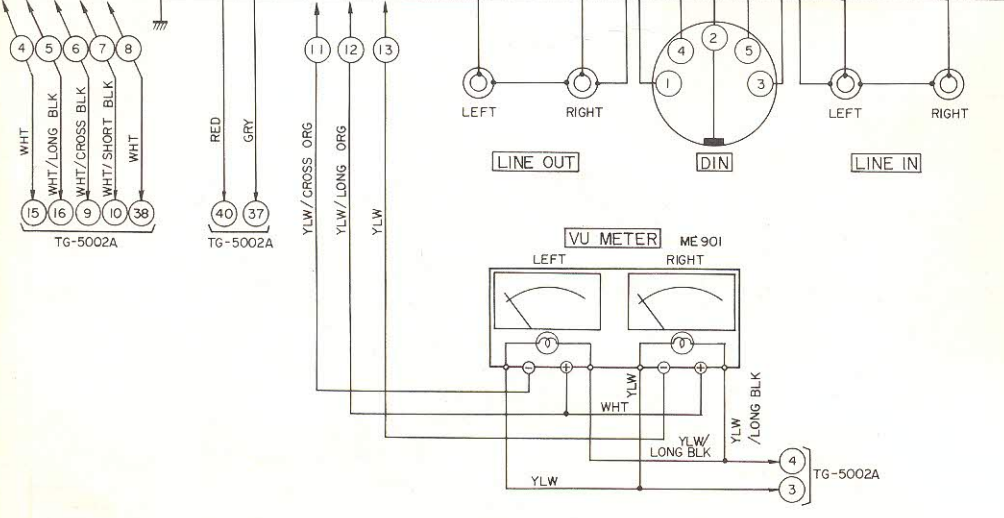 4 5 6 7 8 11 12 13
4 2 5
1 3
LEFT RIGHT LEFT RIGHT
LINE OUT DIN LINE IN
WHT
WHT/LONG BLK
WHT/CROSS BLK
WHT/SHORT BLK
WHT
RED
GRY
YLW/CROSS ORG
YLW/LONG ORG
YLW
15 16 9 10 38 40 37
TG-5002A TG-5002A
VU METER ME901
LEFT RIGHT
- + - +
YLW
WHT
YLW/
LONG BLK
YLW
/LONG BLK
4
TG-5002A
YLW 3